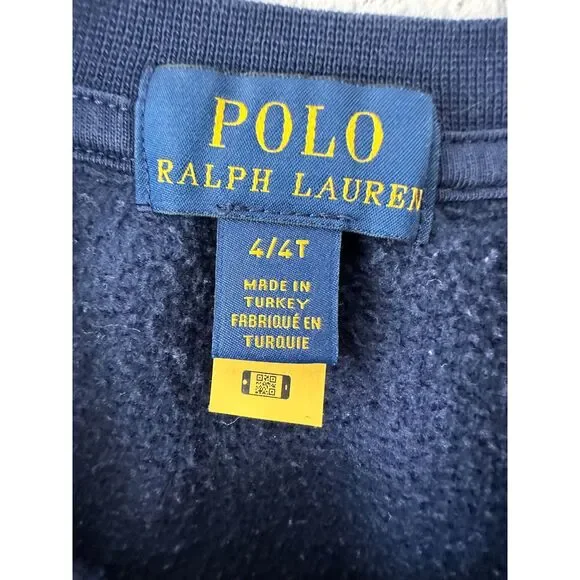 POLO
RALPH LAUREN
4/4T
MADE IN
TURKEY
FABRIQUÉ EN
TURQUIE